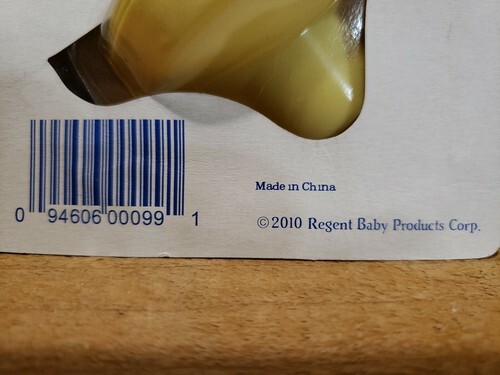 Made in China
0 94606 00099 1
© 2010 Regent Baby Products Corp.